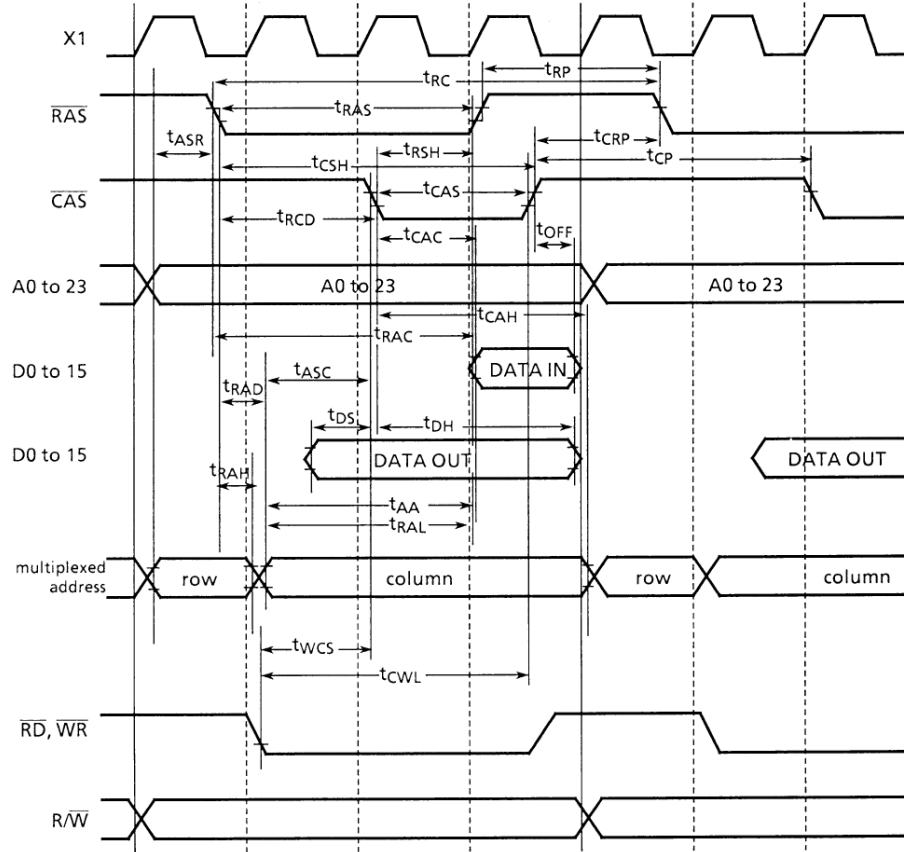 X1
tRP
tRC
RAS
tRAS
tASR
tRSH
tCRP
tCSH
tCP
CAS
tCAS
tRCD
tOFF
tCAC
A0 to 23
A0 to 23
A0 to 23
tCAH
tRAC
D0 to 15
DATA IN
tASC
tRAD
tDS
tDH
D0 to 15
DATA OUT
DATA OUT
tRAH
tAA
tRAL
multiplexed
address
row
column
row
column
tWCS
tCWL
RD, WR
R/W